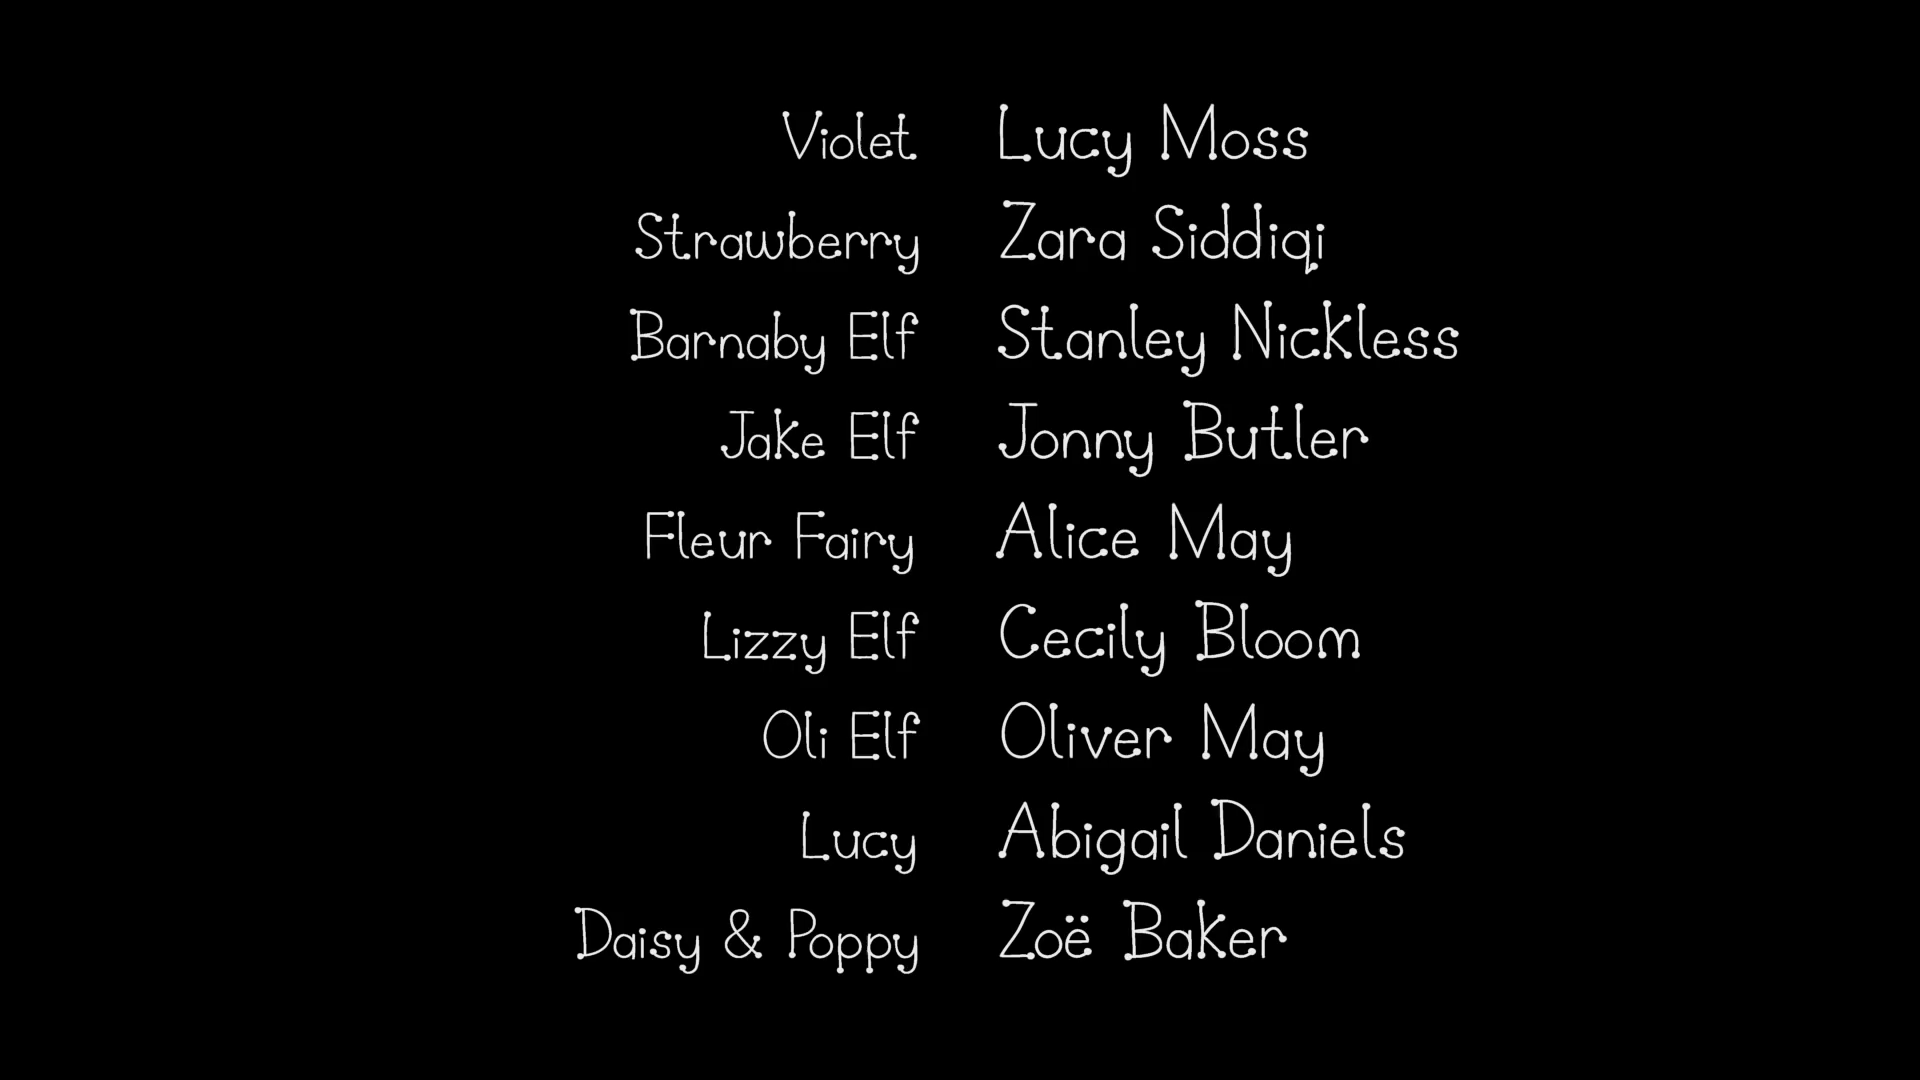 Violet Lucy Moss
Strawberry Zara Siddiqi
Barnaby Elf Stanley Nickless
Jake Elf Jonny Butler
Fleur Fairy Alice May
Lizzy Elf Cecily Bloom
Oli Elf Oliver May
Lucy Abigail Daniels
Daisy & Poppy Zoë Baker